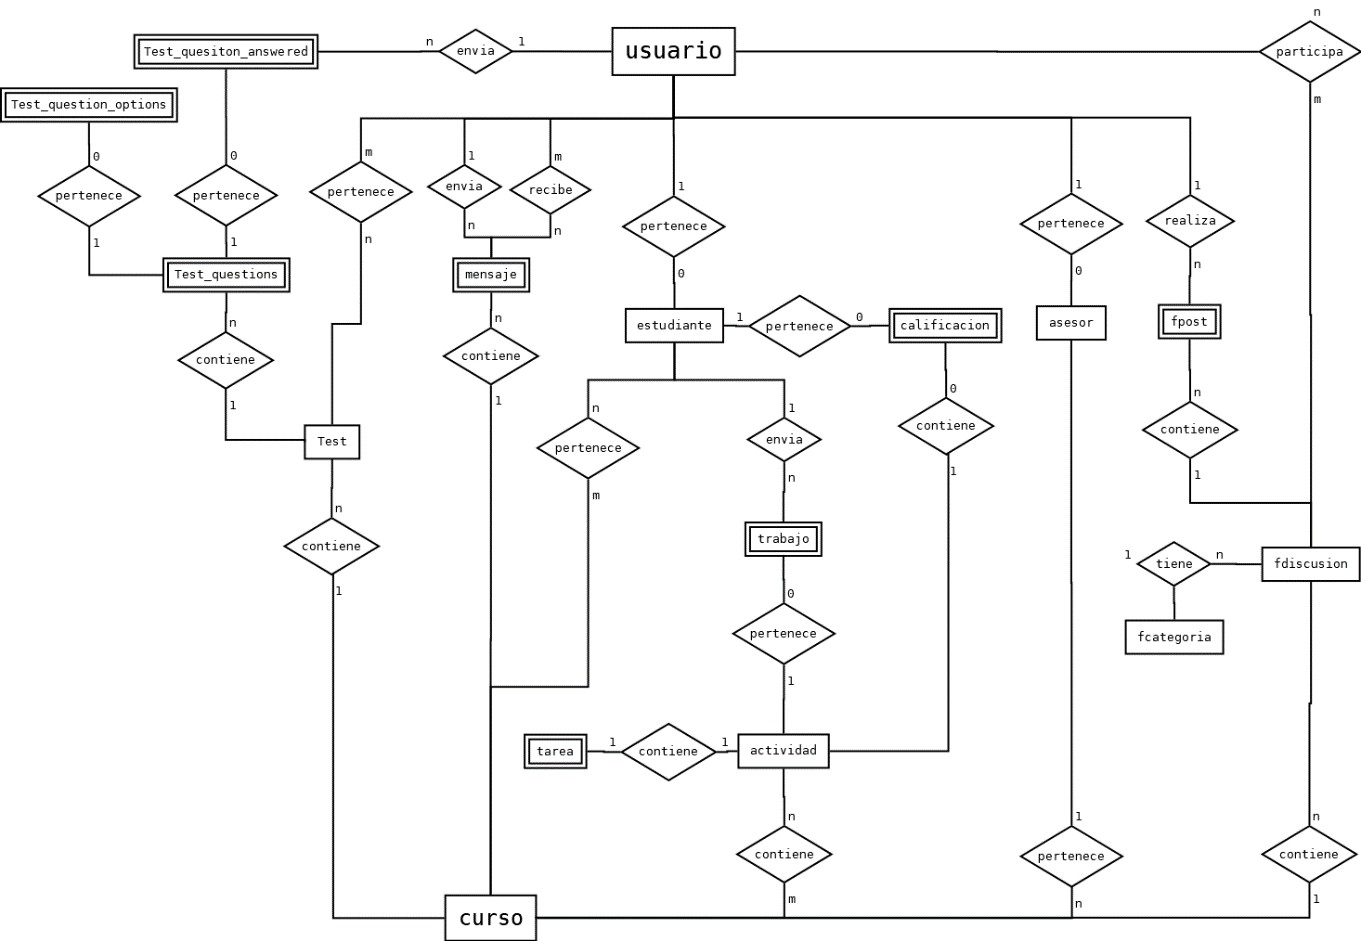 n
Test_quesiton_answered
n
envia
1
usuario
participa
Test_question_options
m
0
0
m
1
m
1
1
1
pertenece
pertenece
pertenece
envia
recibe
pertenece
pertenece
realiza
1
1
n
n
n
0
0
n
Test_questions
mensaje
n
n
estudiante
1
pertenece
0
calificacion
asesor
fpost
contiene
contiene
0
n
1
1
n
1
contiene
contiene
Test
pertenece
envia
1
1
n
m
n
contiene
trabajo
1
n
tiene
fdiscusion
1
0
pertenece
fcategoria
1
tarea
1
contiene
1
actividad
n
1
n
contiene
pertenece
contiene
m
n
1
curso